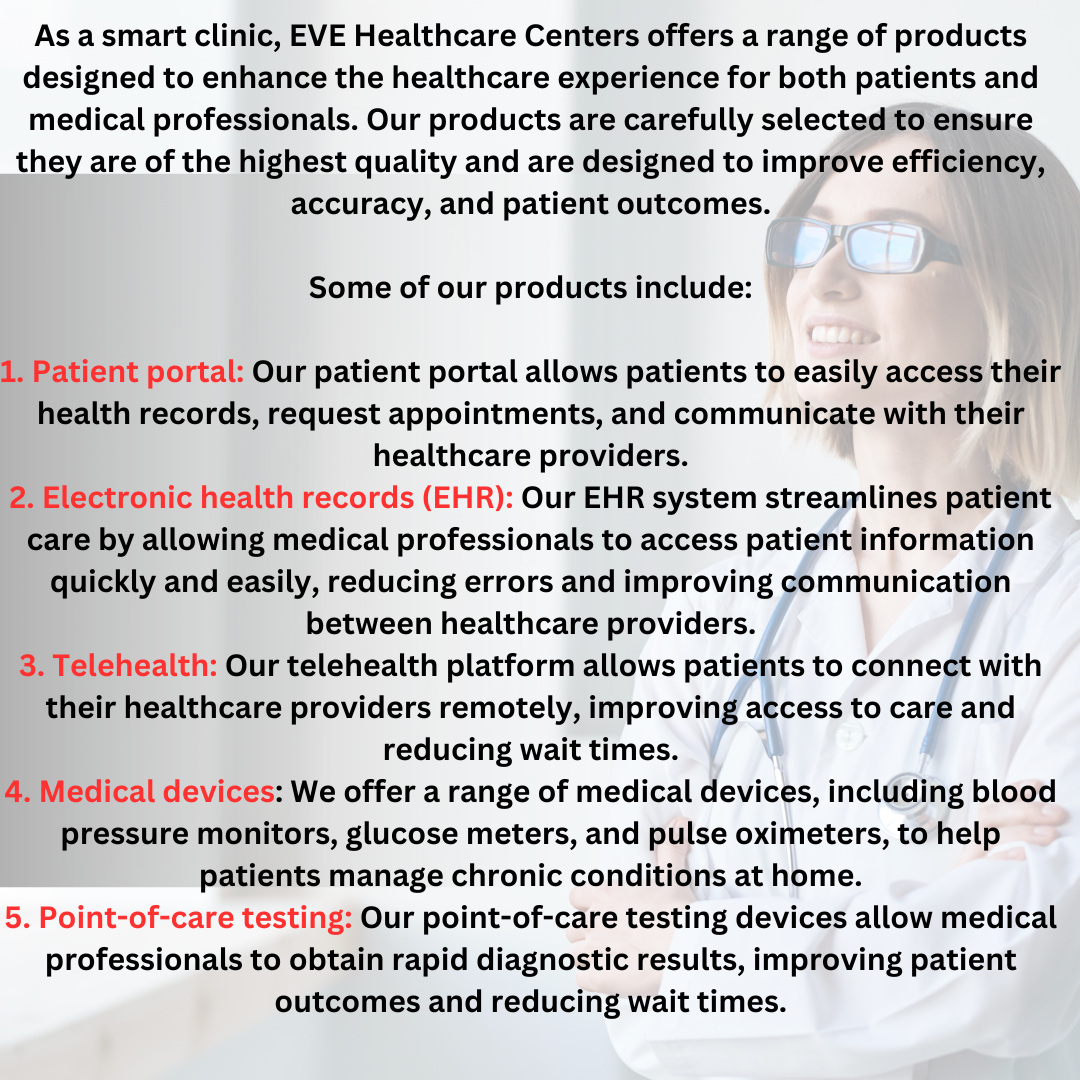 As a smart clinic, EVE Healthcare Centers offers a range of products
designed to enhance the healthcare experience for both patients and
medical professionals. Our products are carefully selected to ensure
they are of the highest quality and are designed to improve efficiency,
accuracy, and patient outcomes.
Some of our products include:
1. Patient portal: Our patient portal allows patients to easily access their
health records, request appointments, and communicate with their
healthcare providers.
2. Electronic health records (EHR): Our EHR system streamlines patient
care by allowing medical professionals to access patient information
quickly and easily, reducing errors and improving communication
between healthcare providers.
3. Telehealth: Our telehealth platform allows patients to connect with
their healthcare providers remotely, improving access to care and
reducing wait times.
4. Medical devices: We offer a range of medical devices, including blood
pressure monitors, glucose meters, and pulse oximeters, to help
patients manage chronic conditions at home.
5. Point-of-care testing: Our point-of-care testing devices allow medical
professionals to obtain rapid diagnostic results, improving patient
outcomes and reducing wait times.